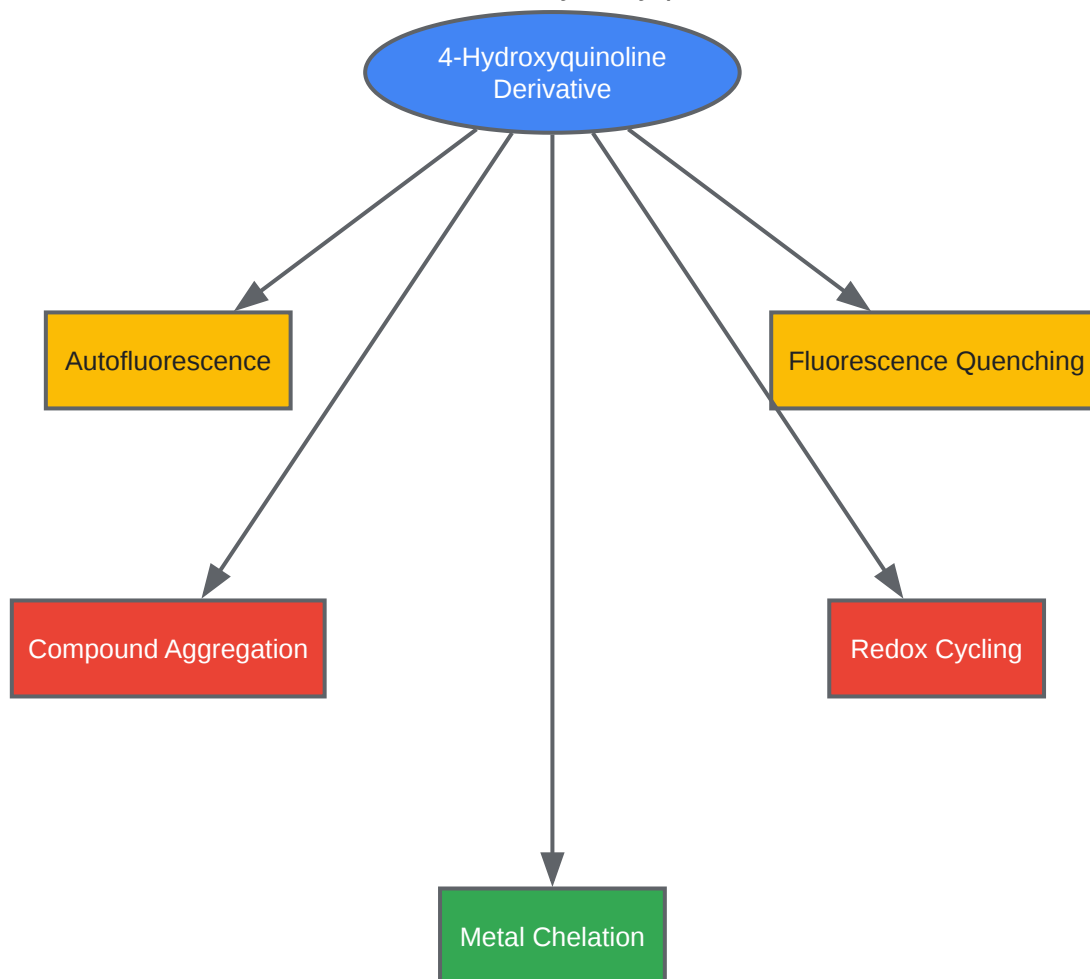 4-Hydroxyquinoline
Derivative
Autofluorescence
Fluorescence Quenching
Compound Aggregation
Redox Cycling
Metal Chelation